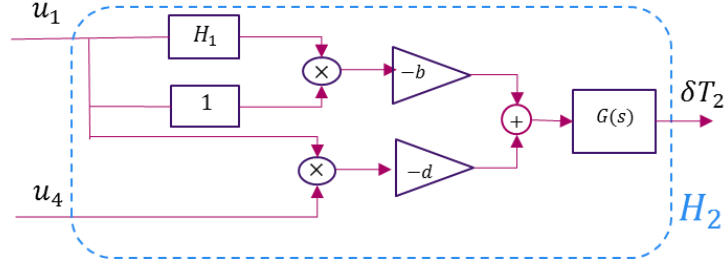 u₁
H₁
×
−b
1
δT₂
+
G(s)
×
−d
u₄
H₂